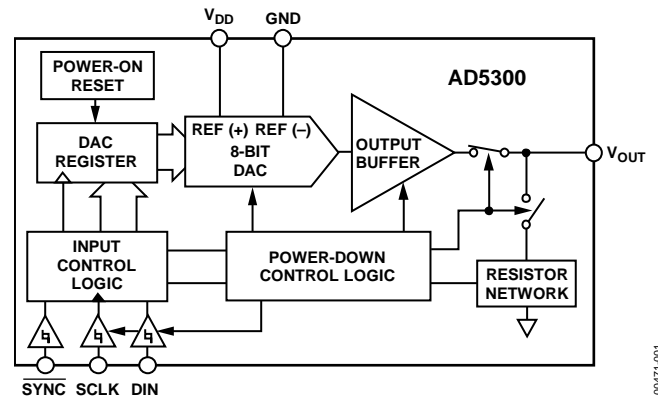 VDD GND
POWER-ON
RESET
AD5300
REF (+) REF (–)
8-BIT
DAC
DAC
REGISTER
OUTPUT
BUFFER
VOUT
INPUT
CONTROL
LOGIC
POWER-DOWN
CONTROL LOGIC
RESISTOR
NETWORK
SYNC SCLK DIN
00471-001